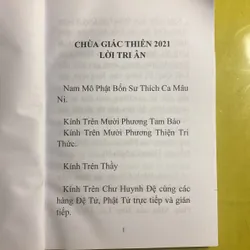 CHÙA GIÁC THIÊN 2021
LỜI TRI ÂN
Nam Mô Phật Bổn Sư Thích Ca Mâu
Ni.
Kính Trên Mười Phương Tam Bảo
Kính Trên Mười Phương Thiện Tri
Thức.
Kính Trên Thầy
Kính Trên Chư Huynh Đệ cùng các
hàng Đệ Tử, Phật Tử trực tiếp và gián
tiếp.
1